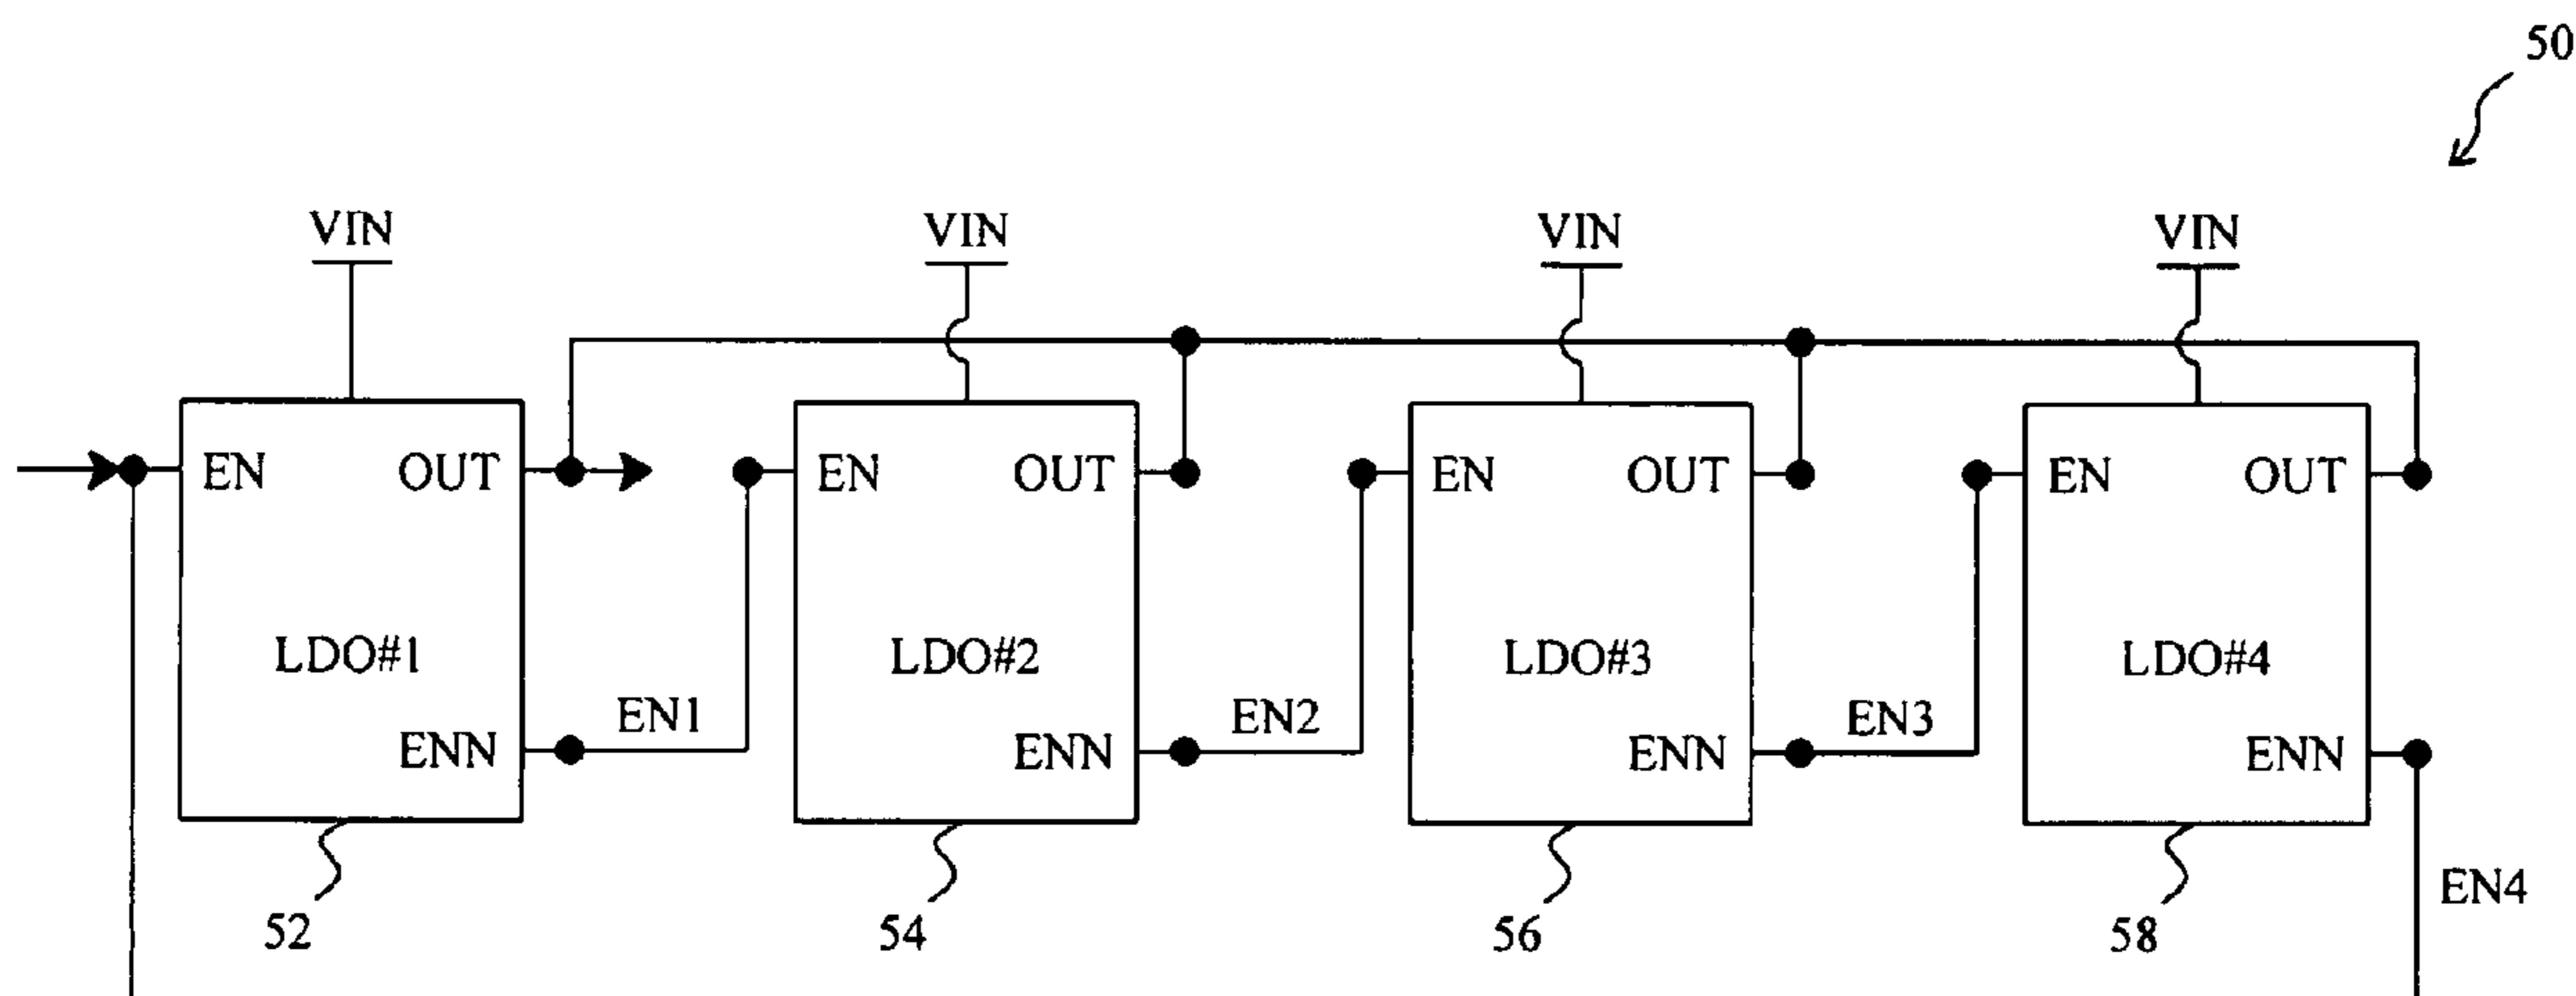 50
VIN VIN VIN VIN
EN OUT EN OUT EN OUT EN OUT
LDO#1 LDO#2 LDO#3 LDO#4
EN1 EN2 EN3
ENN ENN ENN ENN
EN4
52 54 56 58